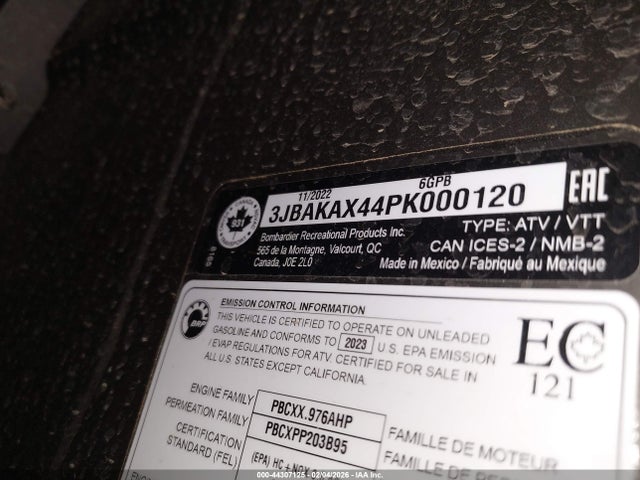 11/2022 6GPB
3JBAKAX44PK000120
EAC
931
Bombardier Recreational Products Inc.
565 de la Montagne, Valcourt, QC
Canada, J0E 2L0
TYPE: ATV / VTT
CAN ICES-2 / NMB-2
Made in Mexico / Fabriqué au Mexique
BRP
EMISSION CONTROL INFORMATION
THIS VEHICLE IS CERTIFIED TO OPERATE ON UNLEADED
GASOLINE AND CONFORMS TO 2023 U.S. EPA EMISSION
/ EVAP REGULATIONS FOR ATV. CERTIFIED FOR SALE IN
ALL U.S. STATES EXCEPT CALIFORNIA.
EC
121
ENGINE FAMILY PBCXX.976AHP FAMILLE DE MOTEUR
PERMEATION FAMILY PBCXPP203B95
CERTIFICATION
STANDARD (FEL) (EPA) HC + NOX
000-44307125 - 02/04/2026 - IAA Inc.